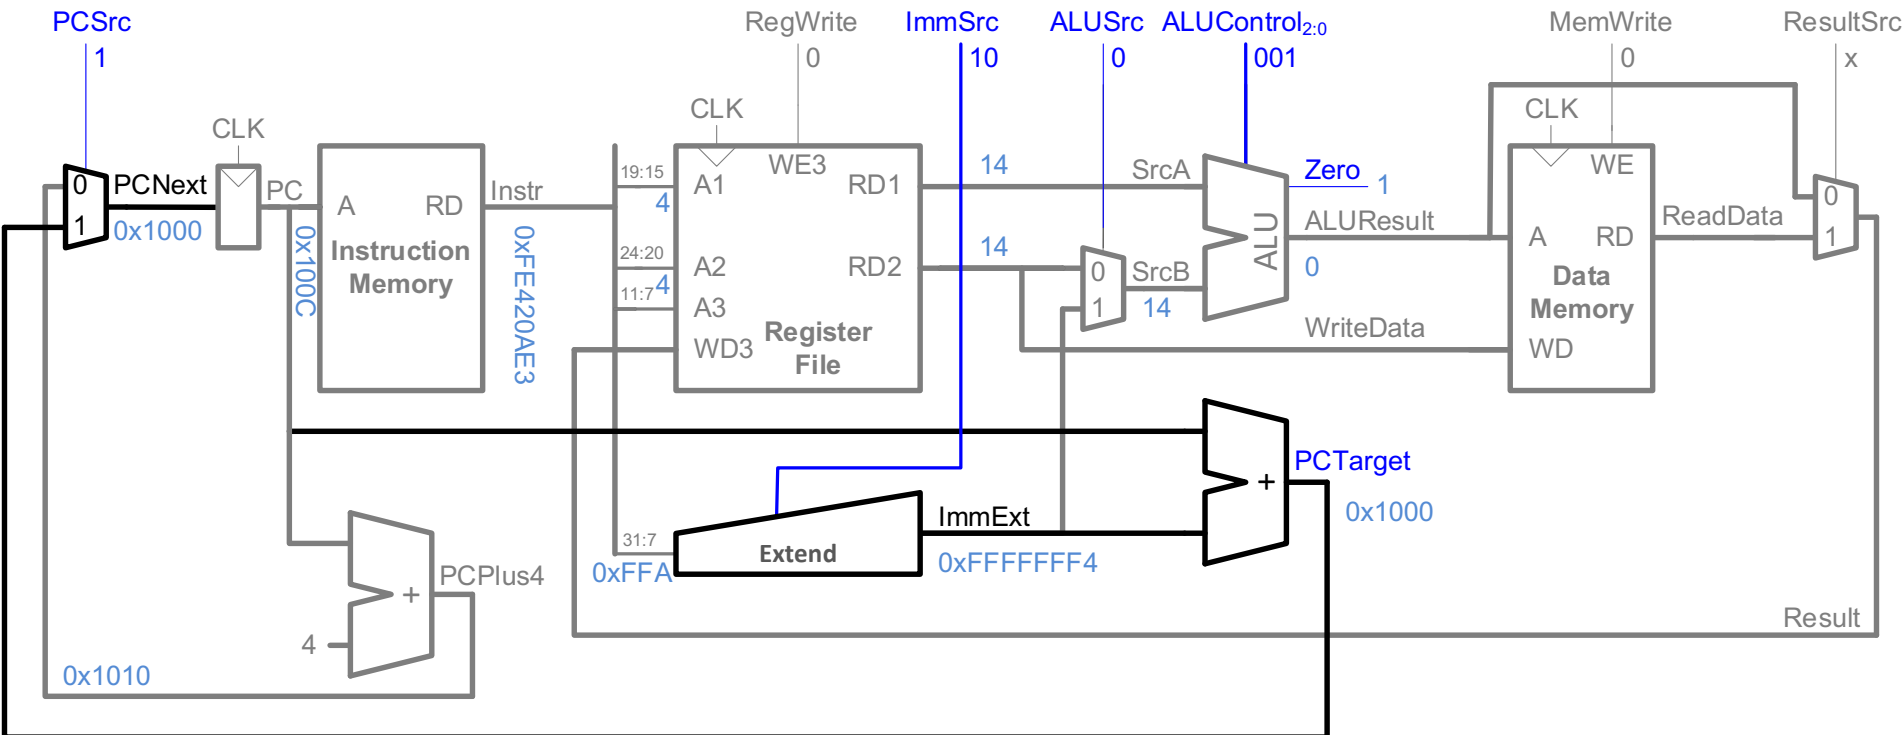 PCSrc
1
RegWrite
0
ImmSrc
10
ALUSrc
0
ALUControl2:0
001
MemWrite
0
ResultSrc
x
0
1
PCNext
0x1000
CLK
PC
0x100C
A
RD
Instruction
Memory
Instr
0xFE420AE3
19:15
4
24:20
4
11:7
CLK
WE3
A1
RD1
A2
RD2
A3
WD3
Register
File
14
14
0
1
SrcA
SrcB
14
ALU
Zero
1
ALUResult
0
WriteData
CLK
WE
A
RD
Data
Memory
WD
ReadData
0
1
31:7
0xFFA
Extend
ImmExt
0xFFFFFFF4
+
PCTarget
0x1000
PCPlus4
+
4
0x1010
Result